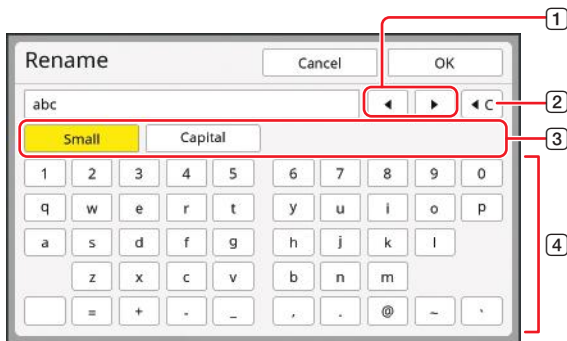 1
Rename Cancel OK
abc ◀ ▶ ◀ C 2
Small Capital 3
1 2 3 4 5 6 7 8 9 0
q w e r t y u i o p
a s d f g h j k l 4
z x c v b n m
= + - _ , . @ ~ `